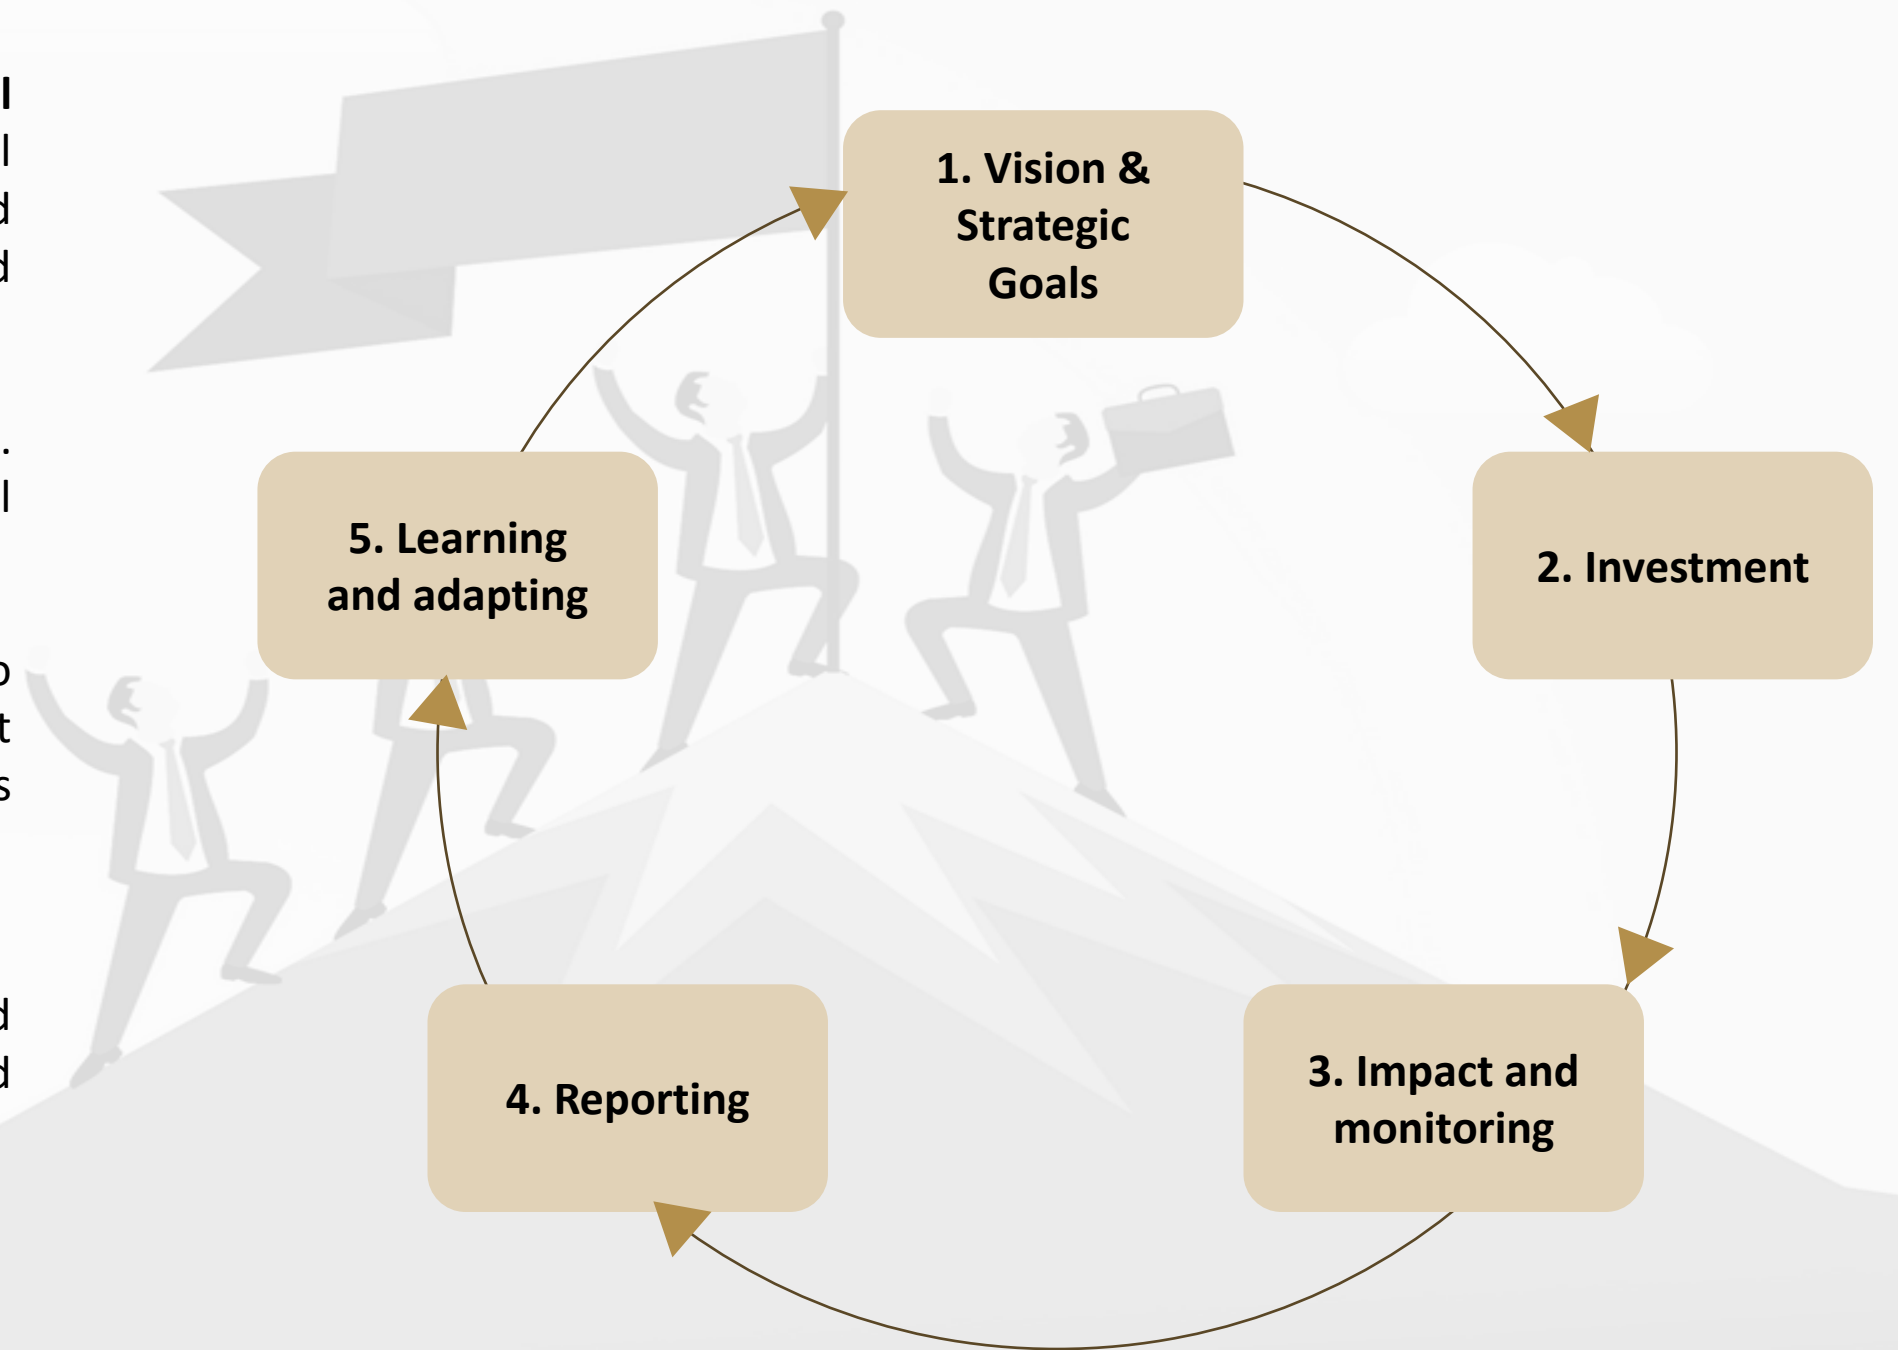 1. Vision &
Strategic
Goals
2. Investment
3. Impact and
monitoring
4. Reporting
5. Learning
and adapting